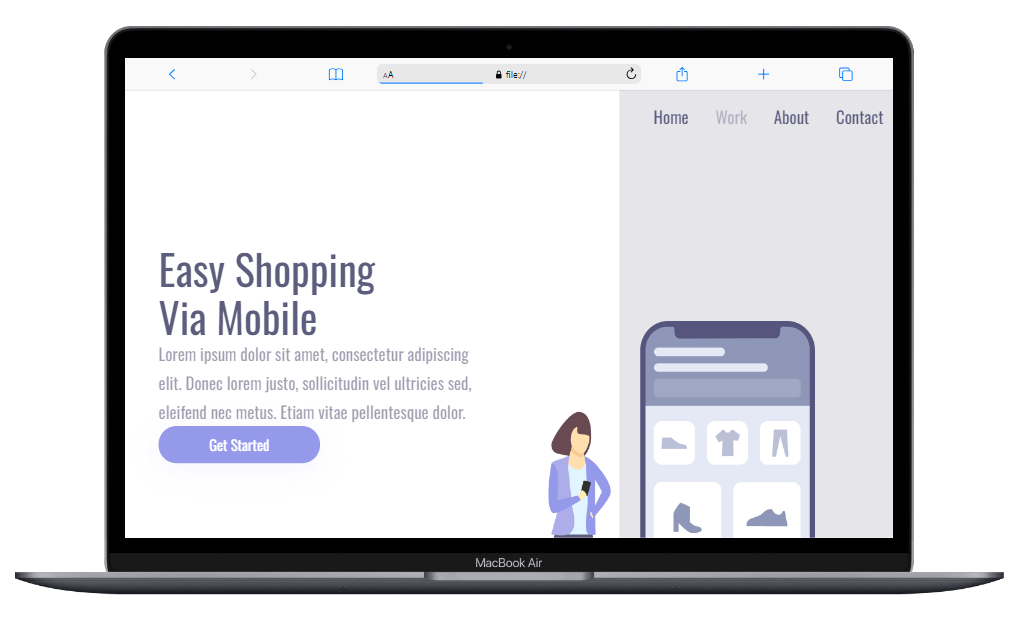 AA
file://
Home Work About Contact
Easy Shopping
Via Mobile
Lorem ipsum dolor sit amet, consectetur adipiscing
elit. Donec lorem justo, sollicitudin vel ultricies sed,
eleifend nec metus. Etiam vitae pellentesque dolor.
Get Started
MacBook Air